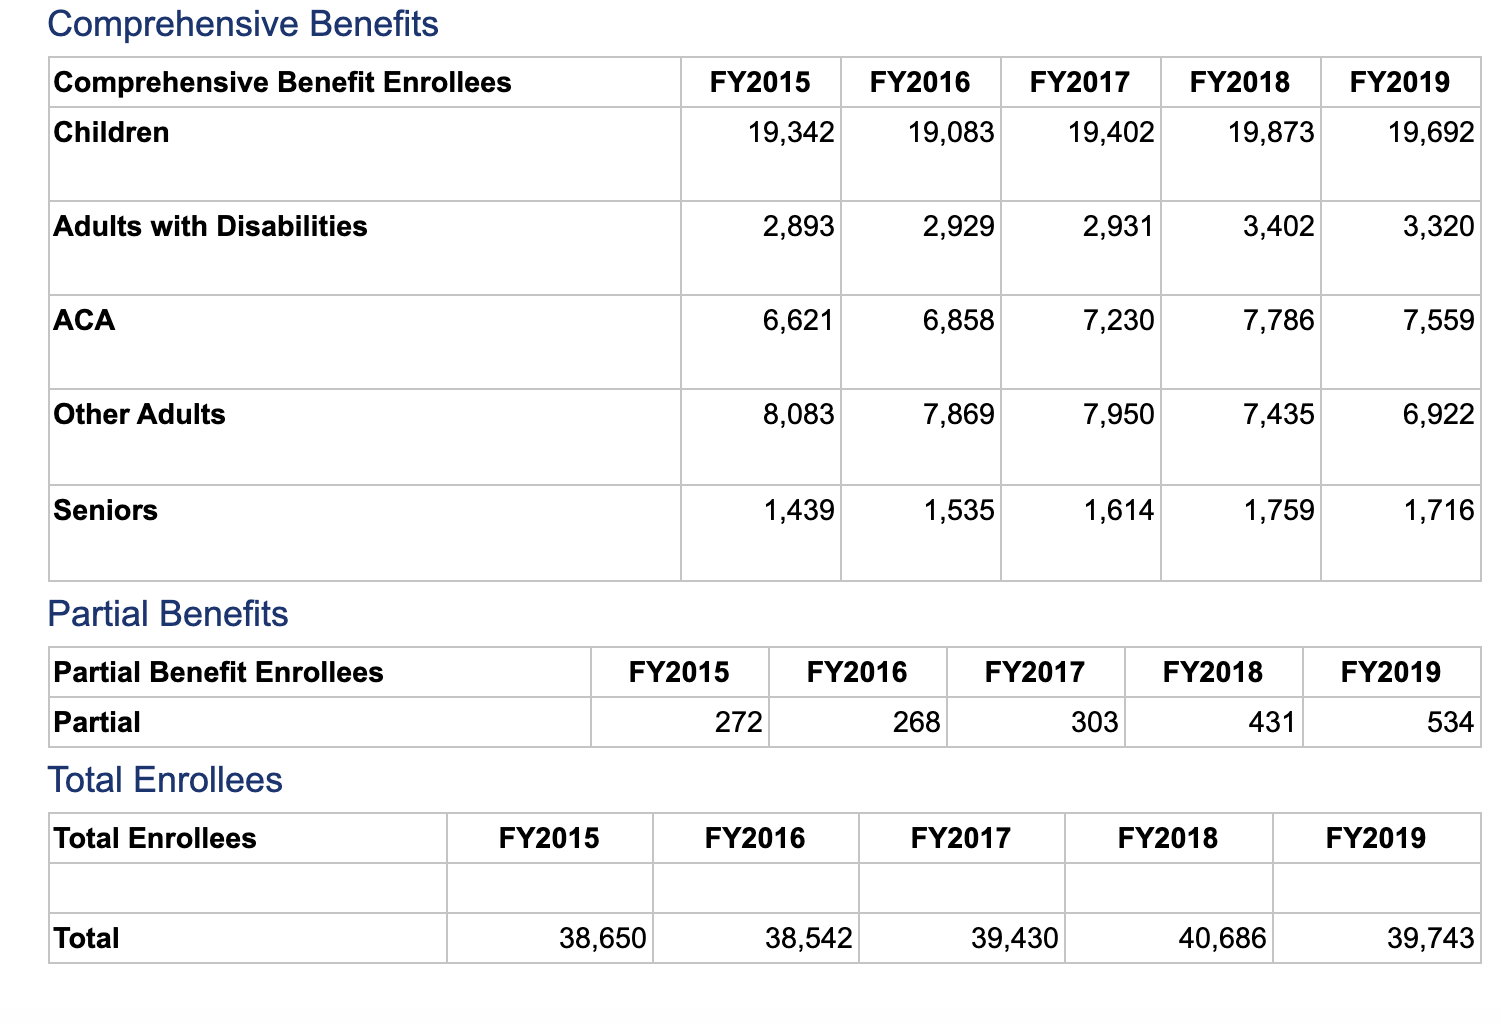 Comprehensive Benefits
Comprehensive Benefit Enrollees FY2015 FY2016 FY2017 FY2018 FY2019
Children 19,342 19,083 19,402 19,873 19,692
Adults with Disabilities 2,893 2,929 2,931 3,402 3,320
ACA 6,621 6,858 7,230 7,786 7,559
Other Adults 8,083 7,869 7,950 7,435 6,922
Seniors 1,439 1,535 1,614 1,759 1,716
Partial Benefits
Partial Benefit Enrollees FY2015 FY2016 FY2017 FY2018 FY2019
Partial 272 268 303 431 534
Total Enrollees
Total Enrollees FY2015 FY2016 FY2017 FY2018 FY2019
Total 38,650 38,542 39,430 40,686 39,743